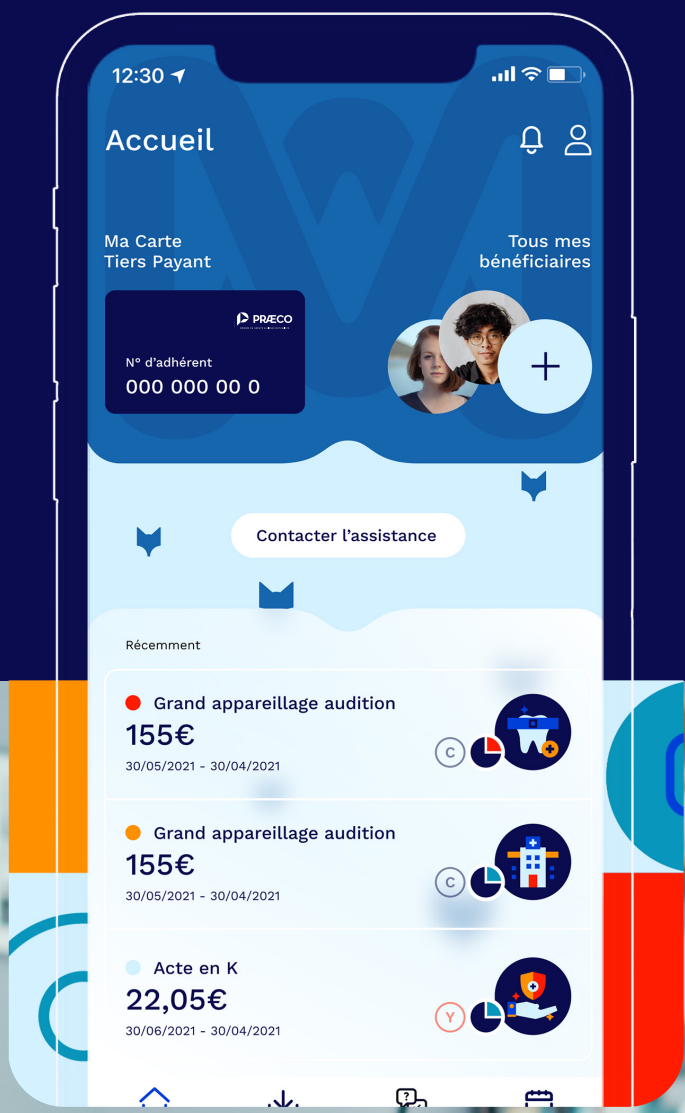 12:30
Accueil
Ma Carte
Tiers Payant
Tous mes
bénéficiaires
PRÆCO
N° d'adhérent
000 000 00 0
Contacter l'assistance
Récemment
Grand appareillage audition
155€
30/05/2021 - 30/04/2021
C
Grand appareillage audition
155€
30/05/2021 - 30/04/2021
C
Acte en K
22,05€
30/06/2021 - 30/04/2021
Y
?